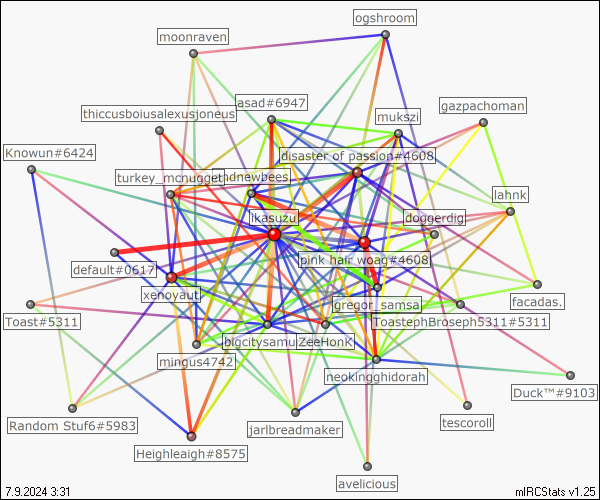 ogshroom
moonraven
asad#6947
gazpachoman
thiccusboiusalexusjoneus
mukszi
Knowun#6424
disaster of passion#4608
turkey_mcnugget
ndnewbees
lahnk
ikasuzu
doggerdig
default#0617
pink hair woag#4608
xenoyautj
gregor_samsa
facadas.
Toast#5311
ToastephBroseph5311#5311
bigcitysamu
ZeeHonk
mingus4742
neokingghidorah
Duck™#9103
Random Stuf6#5983
jarlbreadmaker
tescoroll
Heighleaigh#8575
avelicious
7.9.2024 3:31
mIRCStats v1.25